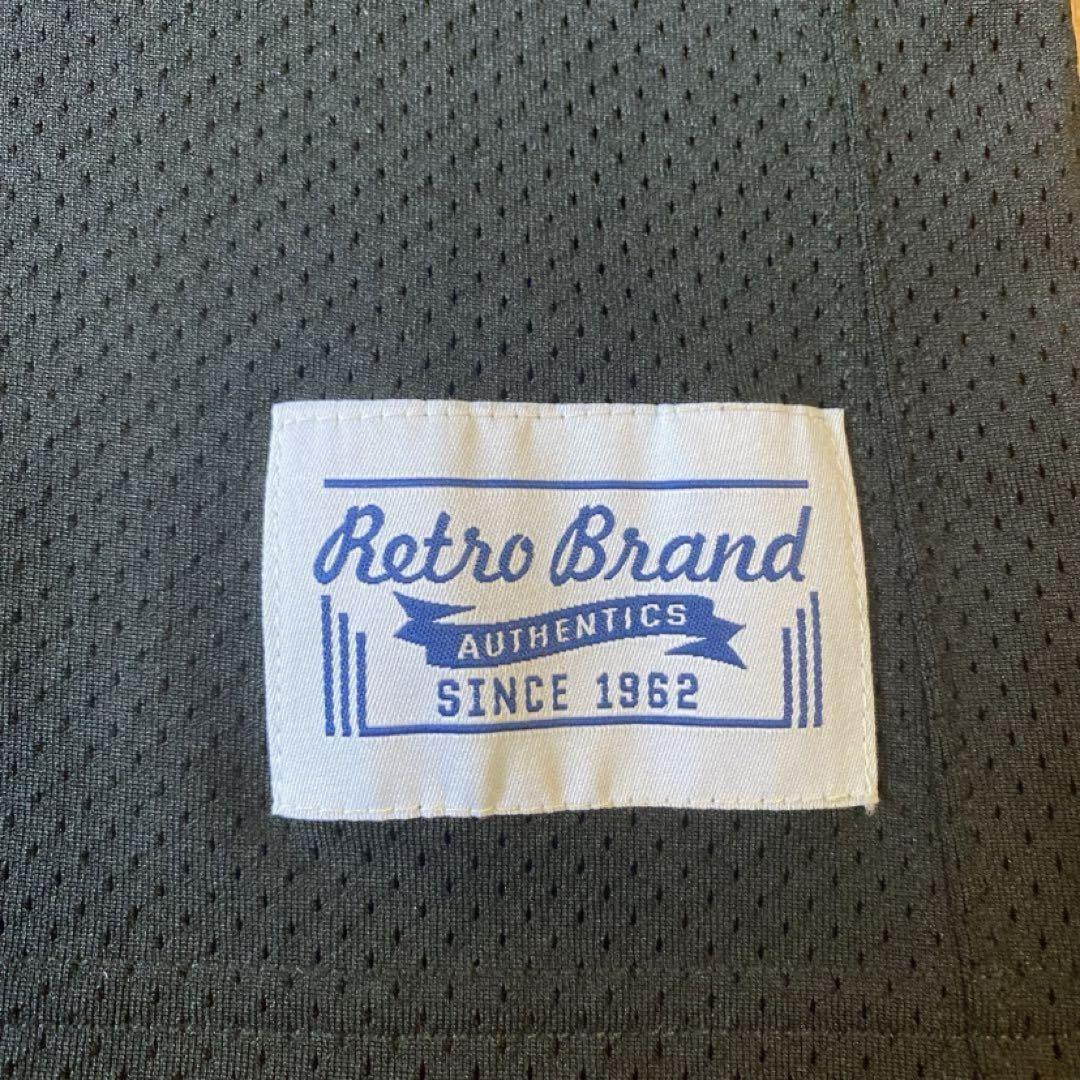 Retro Brand
AUTHENTICS
SINCE 1962